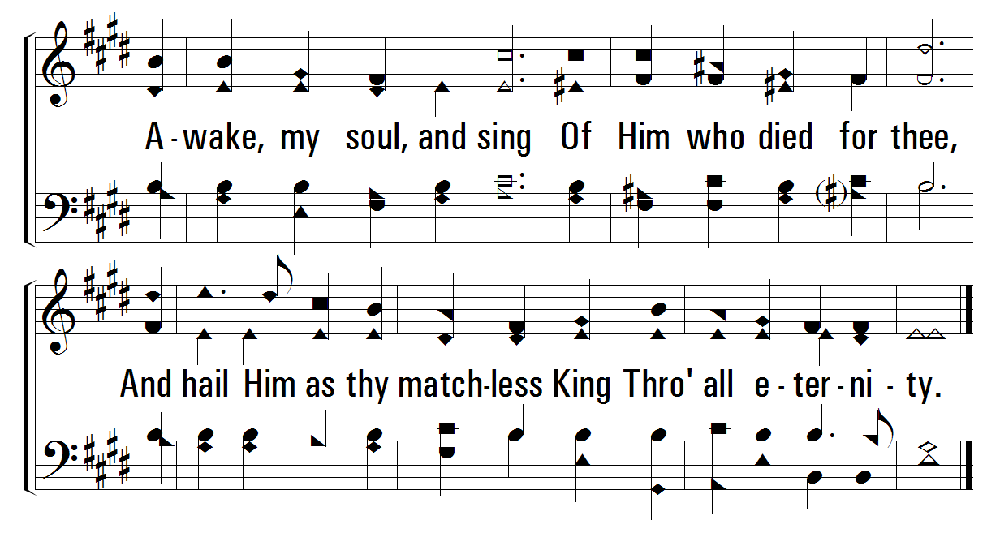 A - wake, my soul, and sing Of Him who died for thee,
And hail Him as thy match-less King Thro' all e - ter - ni - ty.